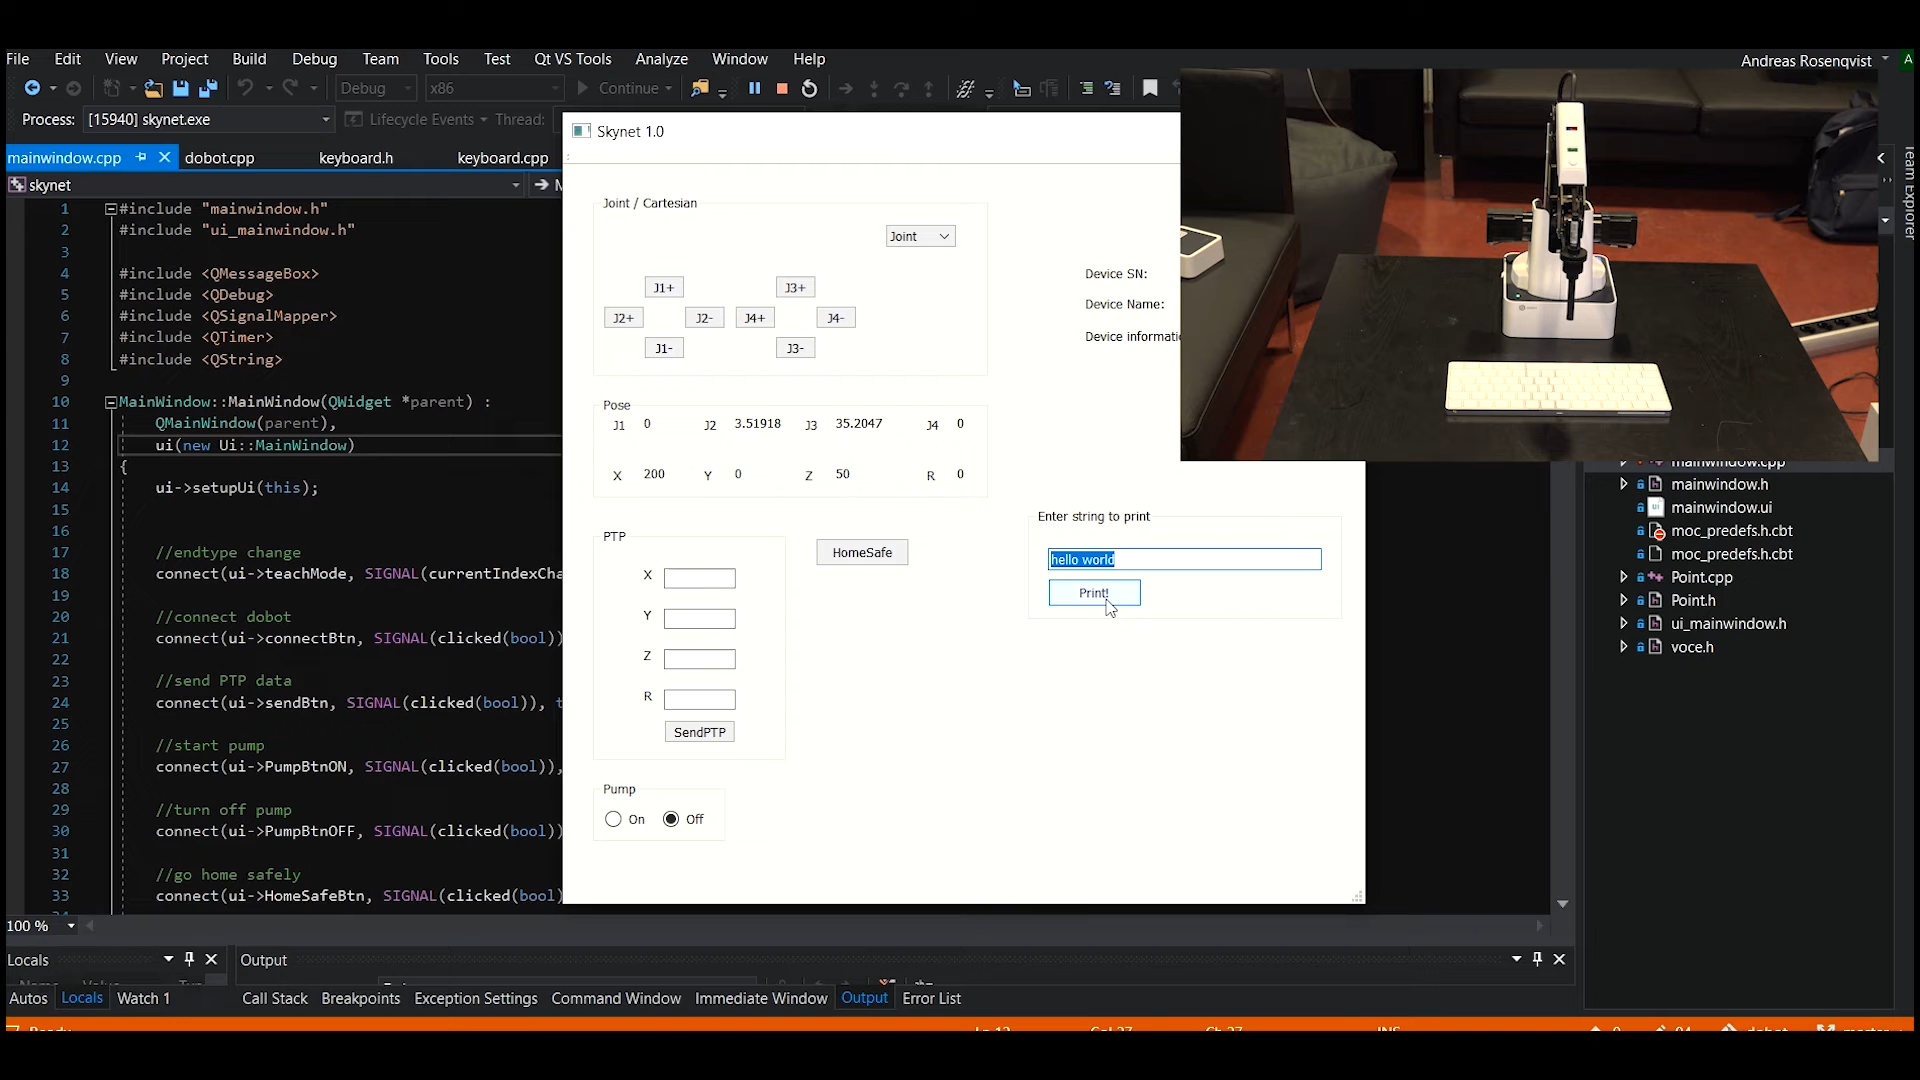 File Edit View Project Build Debug Team Tools Test Qt VS Tools Analyze Window Help Andreas Rosenqvist A
Debug x86 Continue
Process: [15940] skynet.exe Lifecycle Events Thread:
mainwindow.cpp dobot.cpp keyboard.h keyboard.cpp
skynet
1 #include "mainwindow.h"
2 #include "ui_mainwindow.h"
3
4 #include <QMessageBox>
5 #include <QDebug>
6 #include <QSignalMapper>
7 #include <QTimer>
8 #include <QString>
9
10 MainWindow::MainWindow(QWidget *parent) :
11 QMainWindow(parent),
12 ui(new Ui::MainWindow)
13 {
14 ui->setupUi(this);
15
16
17 //endtype change
18 connect(ui->teachMode, SIGNAL(currentIndexCha
19
20 //connect dobot
21 connect(ui->connectBtn, SIGNAL(clicked(bool))
22
23 //send PTP data
24 connect(ui->sendBtn, SIGNAL(clicked(bool)), t
25
26 //start pump
27 connect(ui->PumpBtnON, SIGNAL(clicked(bool)),
28
29 //turn off pump
30 connect(ui->PumpBtnOFF, SIGNAL(clicked(bool))
31
32 //go home safely
33 connect(ui->HomeSafeBtn, SIGNAL(clicked(bool)
100 %
Skynet 1.0
Joint / Cartesian
Joint
J1+ J3+
J2+ J2- J4+ J4-
J1- J3-
Device SN:
Device Name:
Device informati
Pose
J1 0 J2 3.51918 J3 35.2047 J4 0
X 200 Y 0 Z 50 R 0
PTP
X
Y
Z
R
SendPTP
HomeSafe
Enter string to print
hello world
Print!
Pump
On Off
Team Explorer
mainwindow.cpp
mainwindow.h
mainwindow.ui
moc_predefs.h.cbt
moc_predefs.h.cbt
Point.cpp
Point.h
ui_mainwindow.h
voce.h
Locals Output
Autos Locals Watch 1 Call Stack Breakpoints Exception Settings Command Window Immediate Window Output Error List